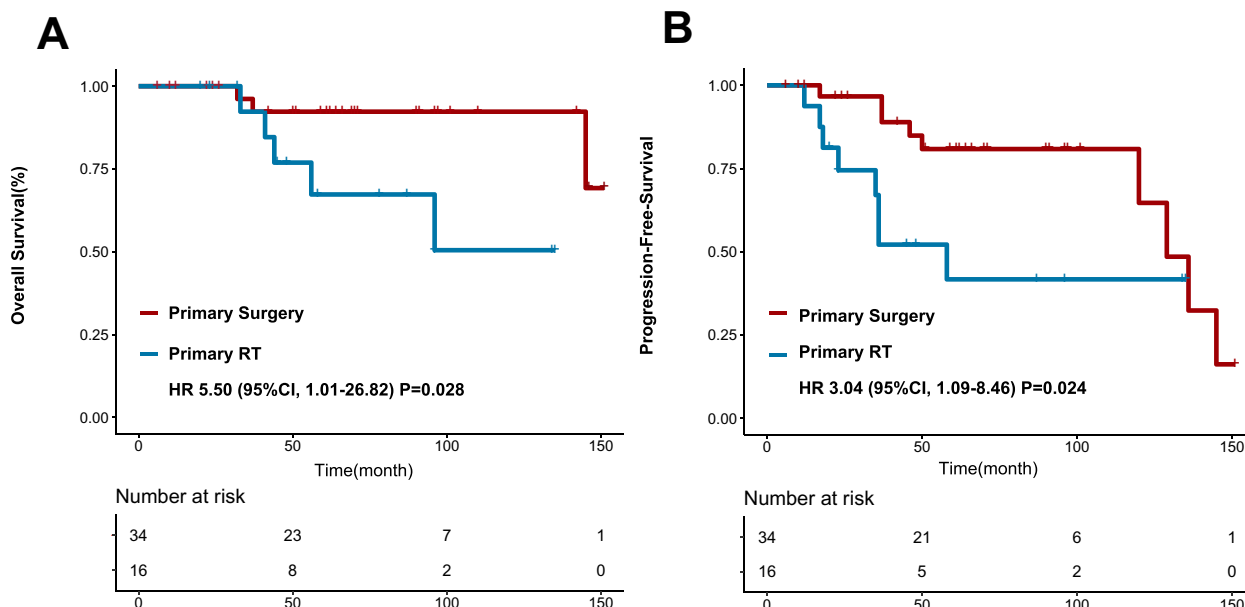 A
Overall Survival(%)
1.00
0.75
0.50
0.25
0.00
Primary Surgery
Primary RT
HR 5.50 (95%CI, 1.01-26.82) P=0.028
0 50 100 150
Time(month)
Number at risk
34 23 7 1
16 8 2 0
0 50 100 150
B
Progression-Free-Survival
1.00
0.75
0.50
0.25
0.00
Primary Surgery
Primary RT
HR 3.04 (95%CI, 1.09-8.46) P=0.024
0 50 100 150
Time(month)
Number at risk
34 21 6 1
16 5 2 0
0 50 100 150